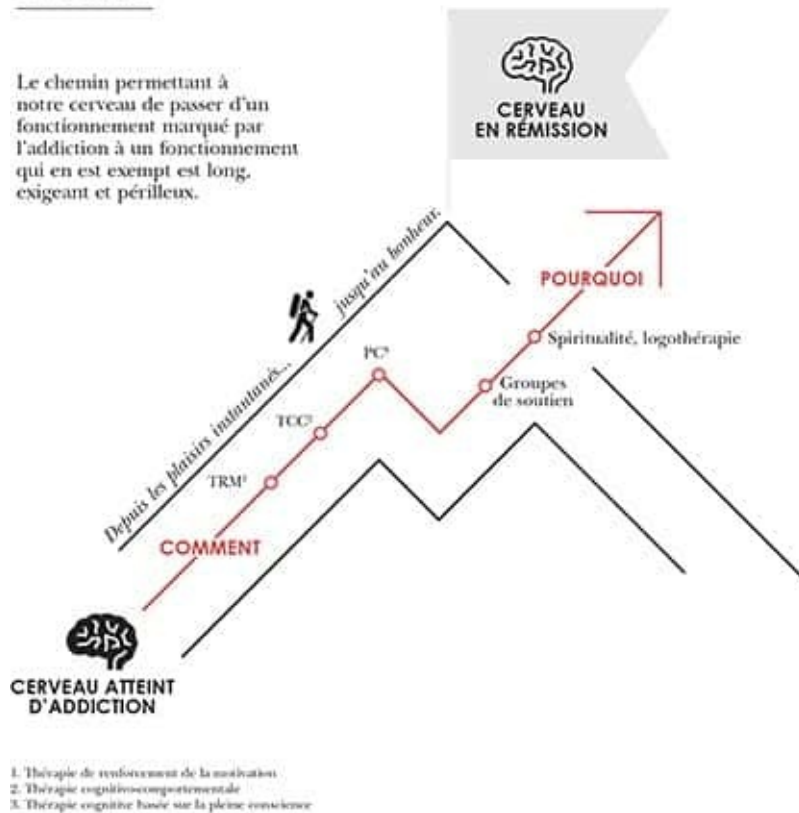 Le chemin permettant à
notre cerveau de passer d'un
fonctionnement marqué par
l'addiction à un fonctionnement
qui en est exempt est long,
exigeant et périlleux.
CERVEAU
EN RÉMISSION
Depuis les plaisirs instantanés... jusqu'au bonheur.
POURQUOI
Spiritualité, logothérapie
PC³
Groupes
de soutien
TCC²
TRM¹
COMMENT
CERVEAU ATTEINT
D'ADDICTION
1. Thérapie de renforcement de la motivation
2. Thérapie cognitivo-comportementale
3. Thérapie cognitive basée sur la pleine conscience